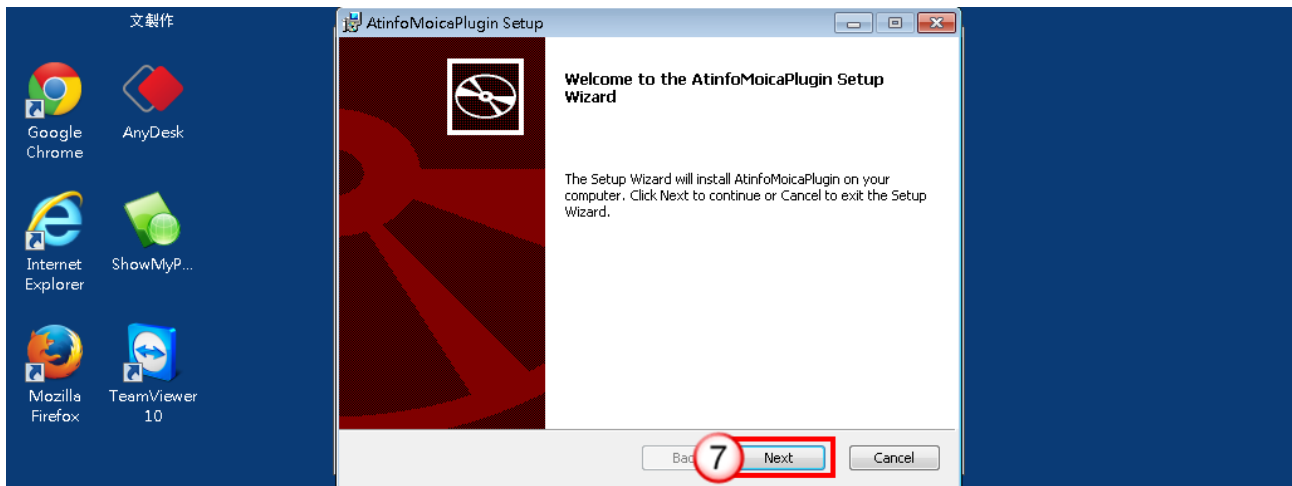 文製作
Google
Chrome
AnyDesk
Internet
Explorer
ShowMyP...
Mozilla
Firefox
TeamViewer
10
AtinfoMoicaPlugin Setup
Welcome to the AtinfoMoicaPlugin Setup
Wizard
The Setup Wizard will install AtinfoMoicaPlugin on your
computer. Click Next to continue or Cancel to exit the Setup
Wizard.
7
Next
Cancel